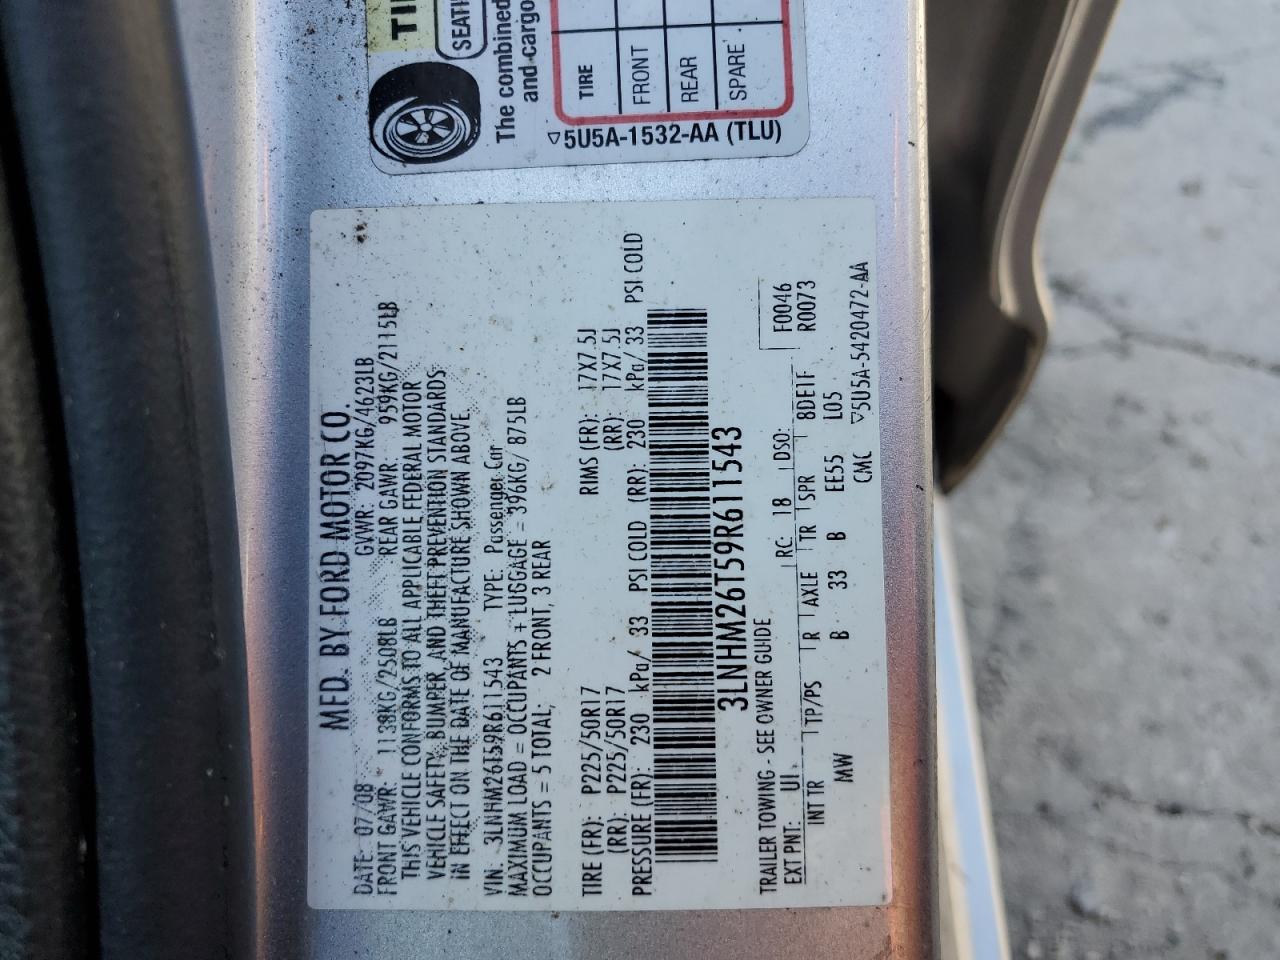 TI
SEATI
The combined
and cargo
TIRE
FRONT
REAR
SPARE
▽5U5A-1532-AA (TLU)
MFD. BY FORD MOTOR CO.
DATE: 07/08 GVWR: 2097KG/4623LB
FRONT GAWR: 1138KG/2508LB REAR GAWR: 959KG/2115LB
THIS VEHICLE CONFORMS TO ALL APPLICABLE FEDERAL MOTOR
VEHICLE SAFETY, BUMPER, AND THEFT PREVENTION STANDARDS
IN EFFECT ON THE DATE OF MANUFACTURE SHOWN ABOVE.
VIN: 3LNHM26T59R611543 TYPE: Passenger Car
MAXIMUM LOAD = OCCUPANTS + LUGGAGE = 396KG/ 875LB
OCCUPANTS = 5 TOTAL; 2 FRONT, 3 REAR
TIRE (FR): P225/50R17 RIMS (FR): 17X7.5J
(RR): P225/50R17 (RR): 17X7.5J
PRESSURE (FR): 230 kPa/ 33 PSI COLD (RR): 230 kPa/ 33 PSI COLD
3LNHM26T59R611543
TRAILER TOWING - SEE OWNER GUIDE
F0046
EXT PNT: UI RC: 18 DSO: R0073
INT TR TP/PS R AXLE TR SPR 8DE1F
MW B 33 B EE55 L05
CMC ▽5U5A-5420472-AA